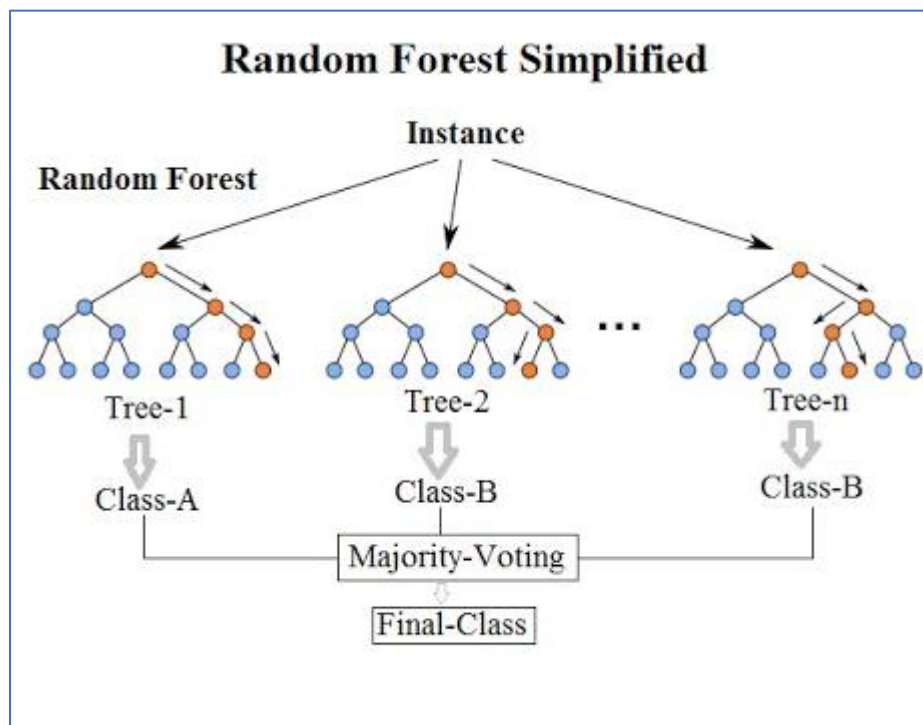 Random Forest Simplified
Instance
Random Forest
...
Tree-1 Tree-2 Tree-n
Class-A Class-B Class-B
Majority-Voting
Final-Class